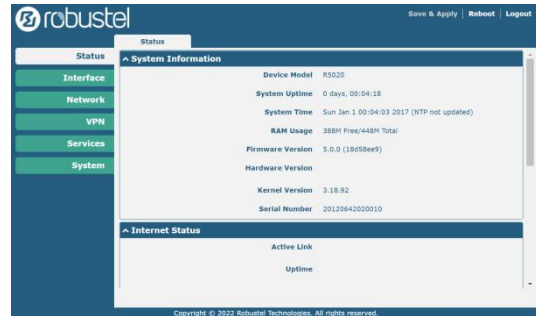 robustel
Save & Apply | Reboot | Logout
Status
Status
Interface
Network
VPN
Services
System
System Information
Device Model R5020
System Uptime 0 days, 00:04:18
System Time Sun Jan 1 00:04:03 2017 (NTP not updated)
RAM Usage 388M Free/448M Total
Firmware Version 5.0.0 (18d58ee9)
Hardware Version
Kernel Version 3.18.92
Serial Number 20120642020010
Internet Status
Active Link
Uptime
Copyright © 2022 Robustel Technologies. All rights reserved.